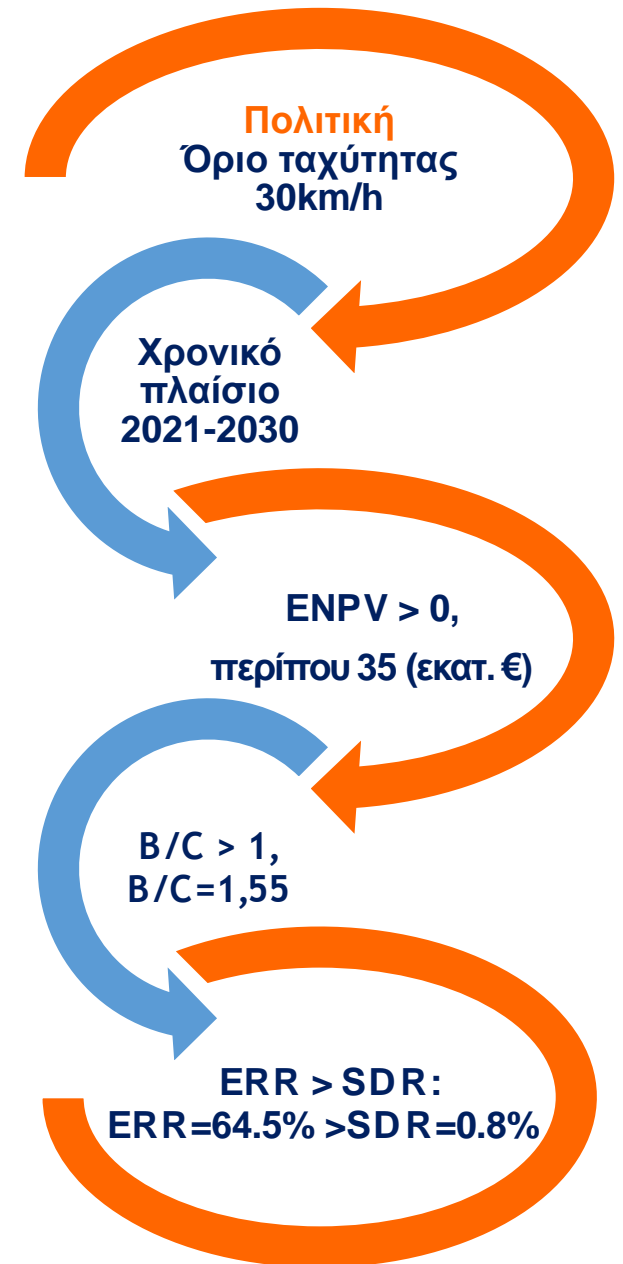 Πολιτική
Όριο ταχύτητας
30km/h
Χρονικό
πλαίσιο
2021-2030
ENPV > 0,
περίπου 35 (εκατ. €)
B/C > 1,
B/C=1,55
ERR > SDR:
ERR=64.5% >SDR=0.8%